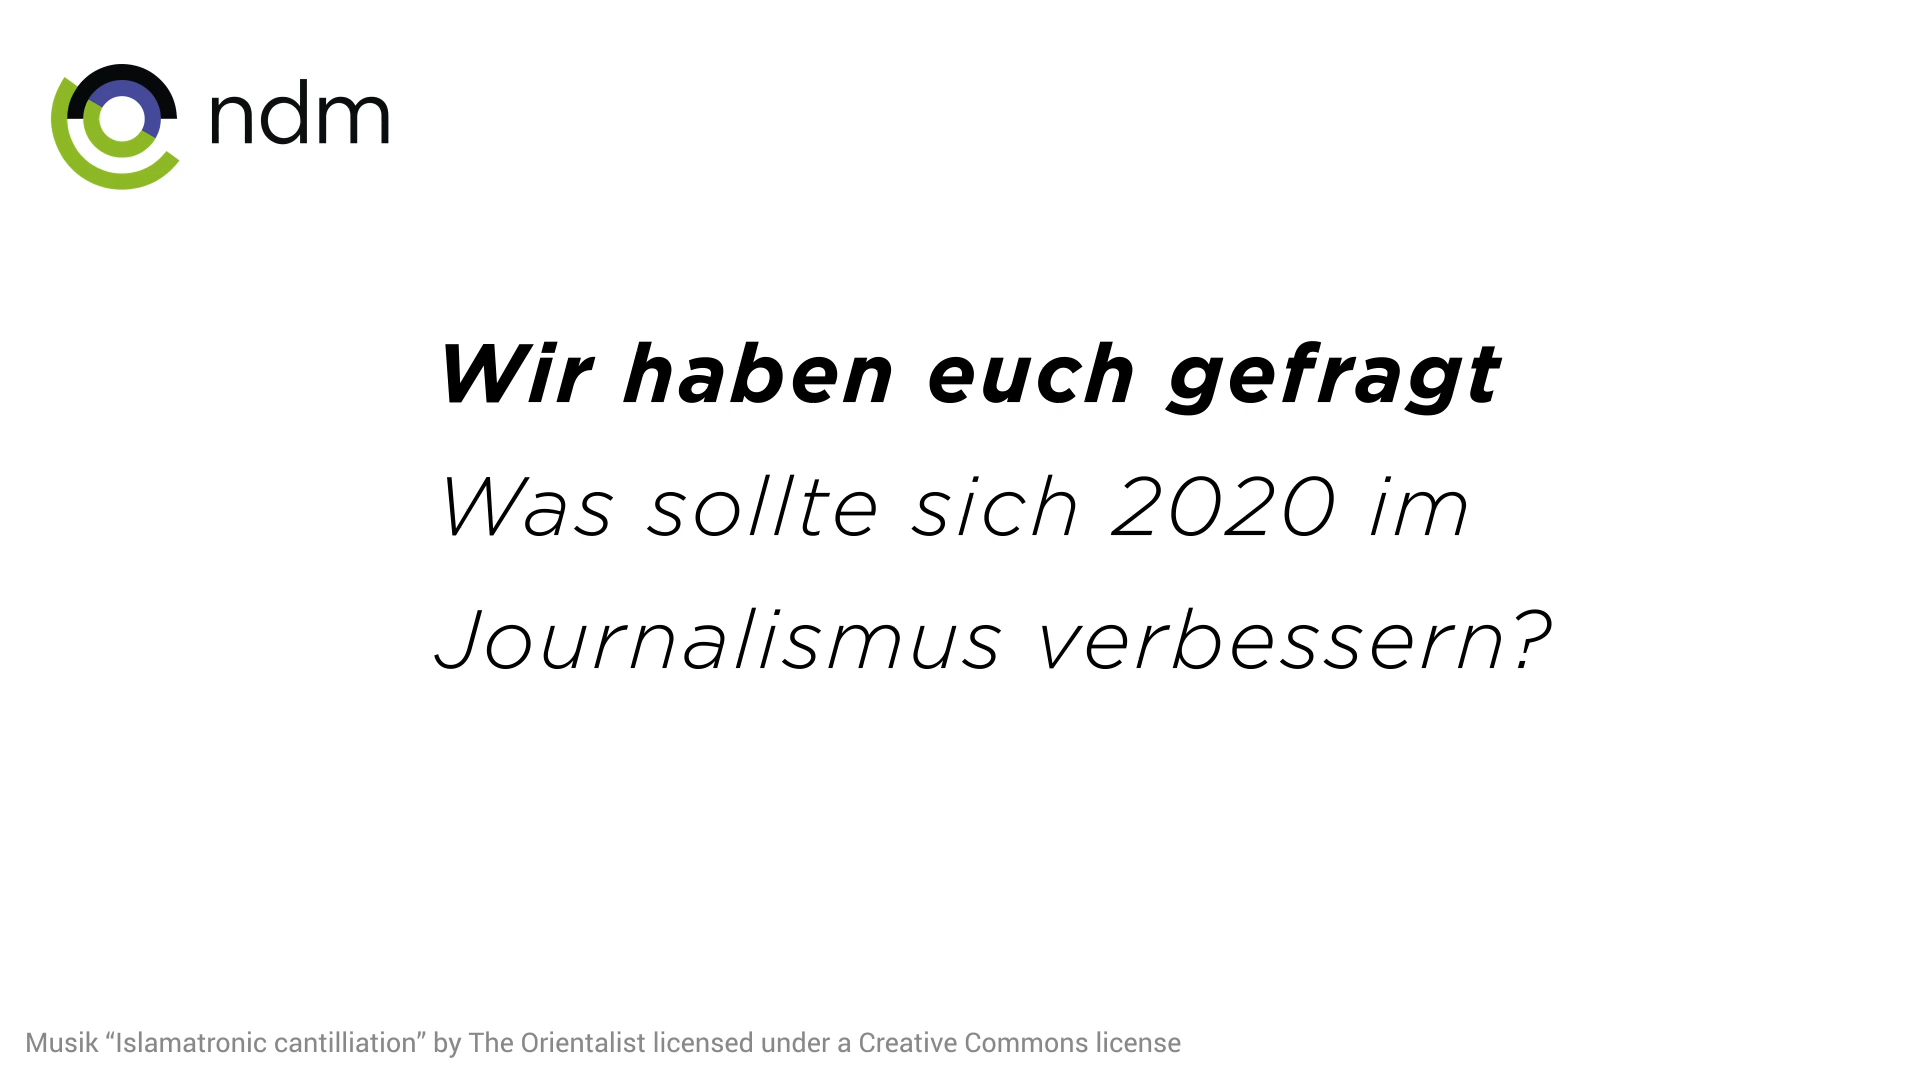 ndm
Wir haben euch gefragt
Was sollte sich 2020 im
Journalismus verbessern?
Musik “Islamatronic cantilliation” by The Orientalist licensed under a Creative Commons license